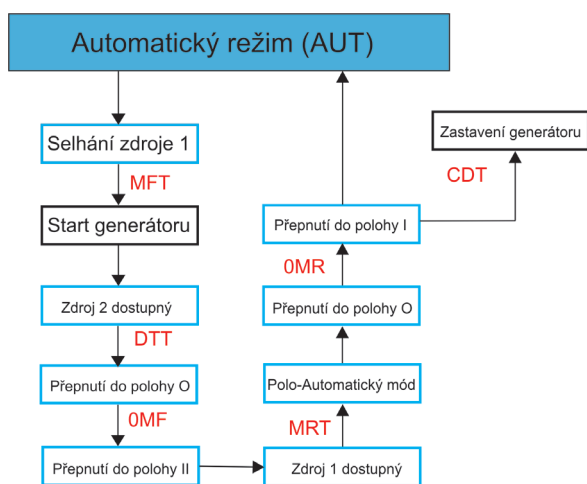 Automatický režim (AUT)
Selhání zdroje 1
MFT
Start generátoru
Zdroj 2 dostupný
DTT
Přepnutí do polohy O
0MF
Přepnutí do polohy II
Zdroj 1 dostupný
MRT
Polo-Automatický mód
Přepnutí do polohy O
0MR
Přepnutí do polohy I
CDT
Zastavení generátoru